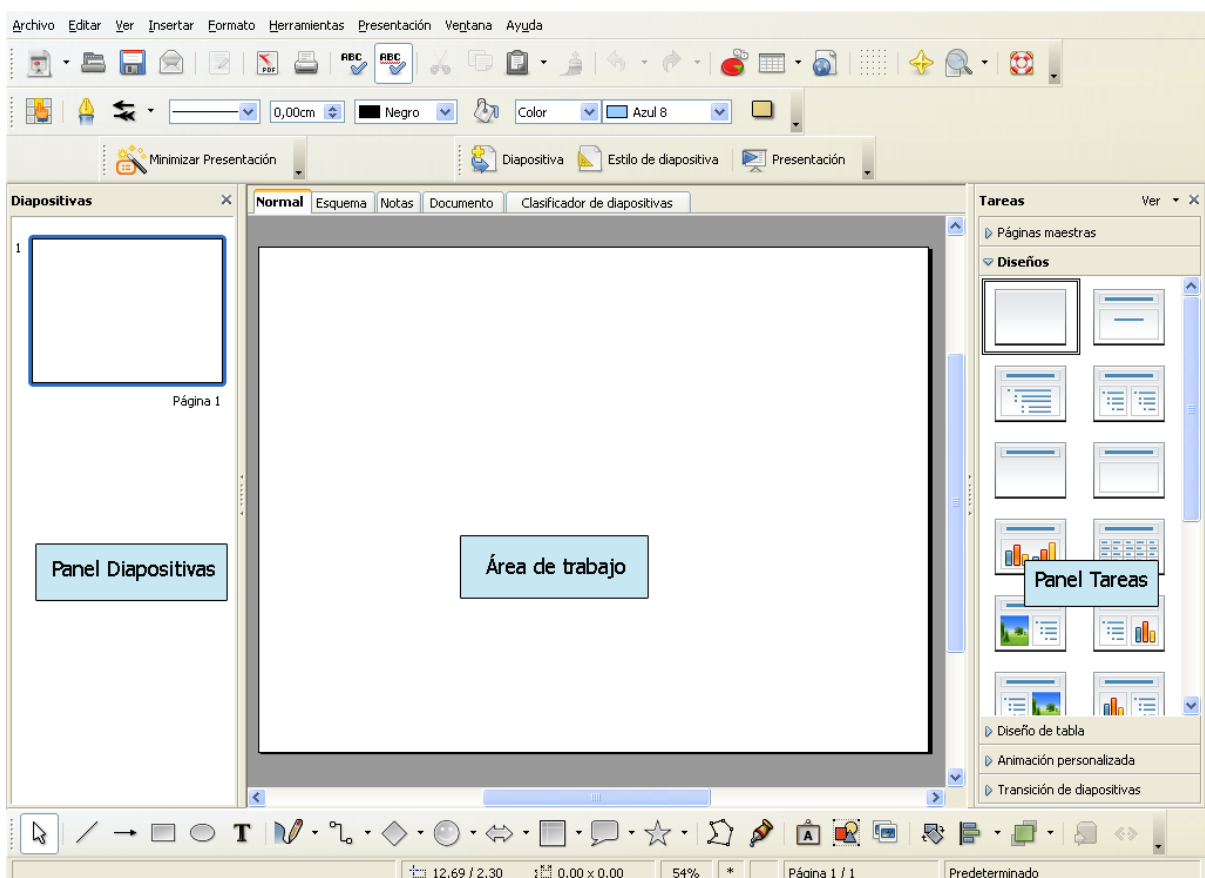 Archivo Editar Ver Insertar Formato Herramientas Presentación Ventana Ayuda
PDF ABC ABC
0,00cm Negro Color Azul 8
Minimizar Presentación Diapositiva Estilo de diapositiva Presentación
Diapositivas
Normal Esquema Notas Documento Clasificador de diapositivas
Tareas Ver
1
Página 1
Páginas maestras
Diseños
Panel Diapositivas
Área de trabajo
Panel Tareas
Diseño de tabla
Animación personalizada
Transición de diapositivas
T A
12.69 / 2.30 0.00 x 0.00 54% * Página 1 / 1 Predeterminado